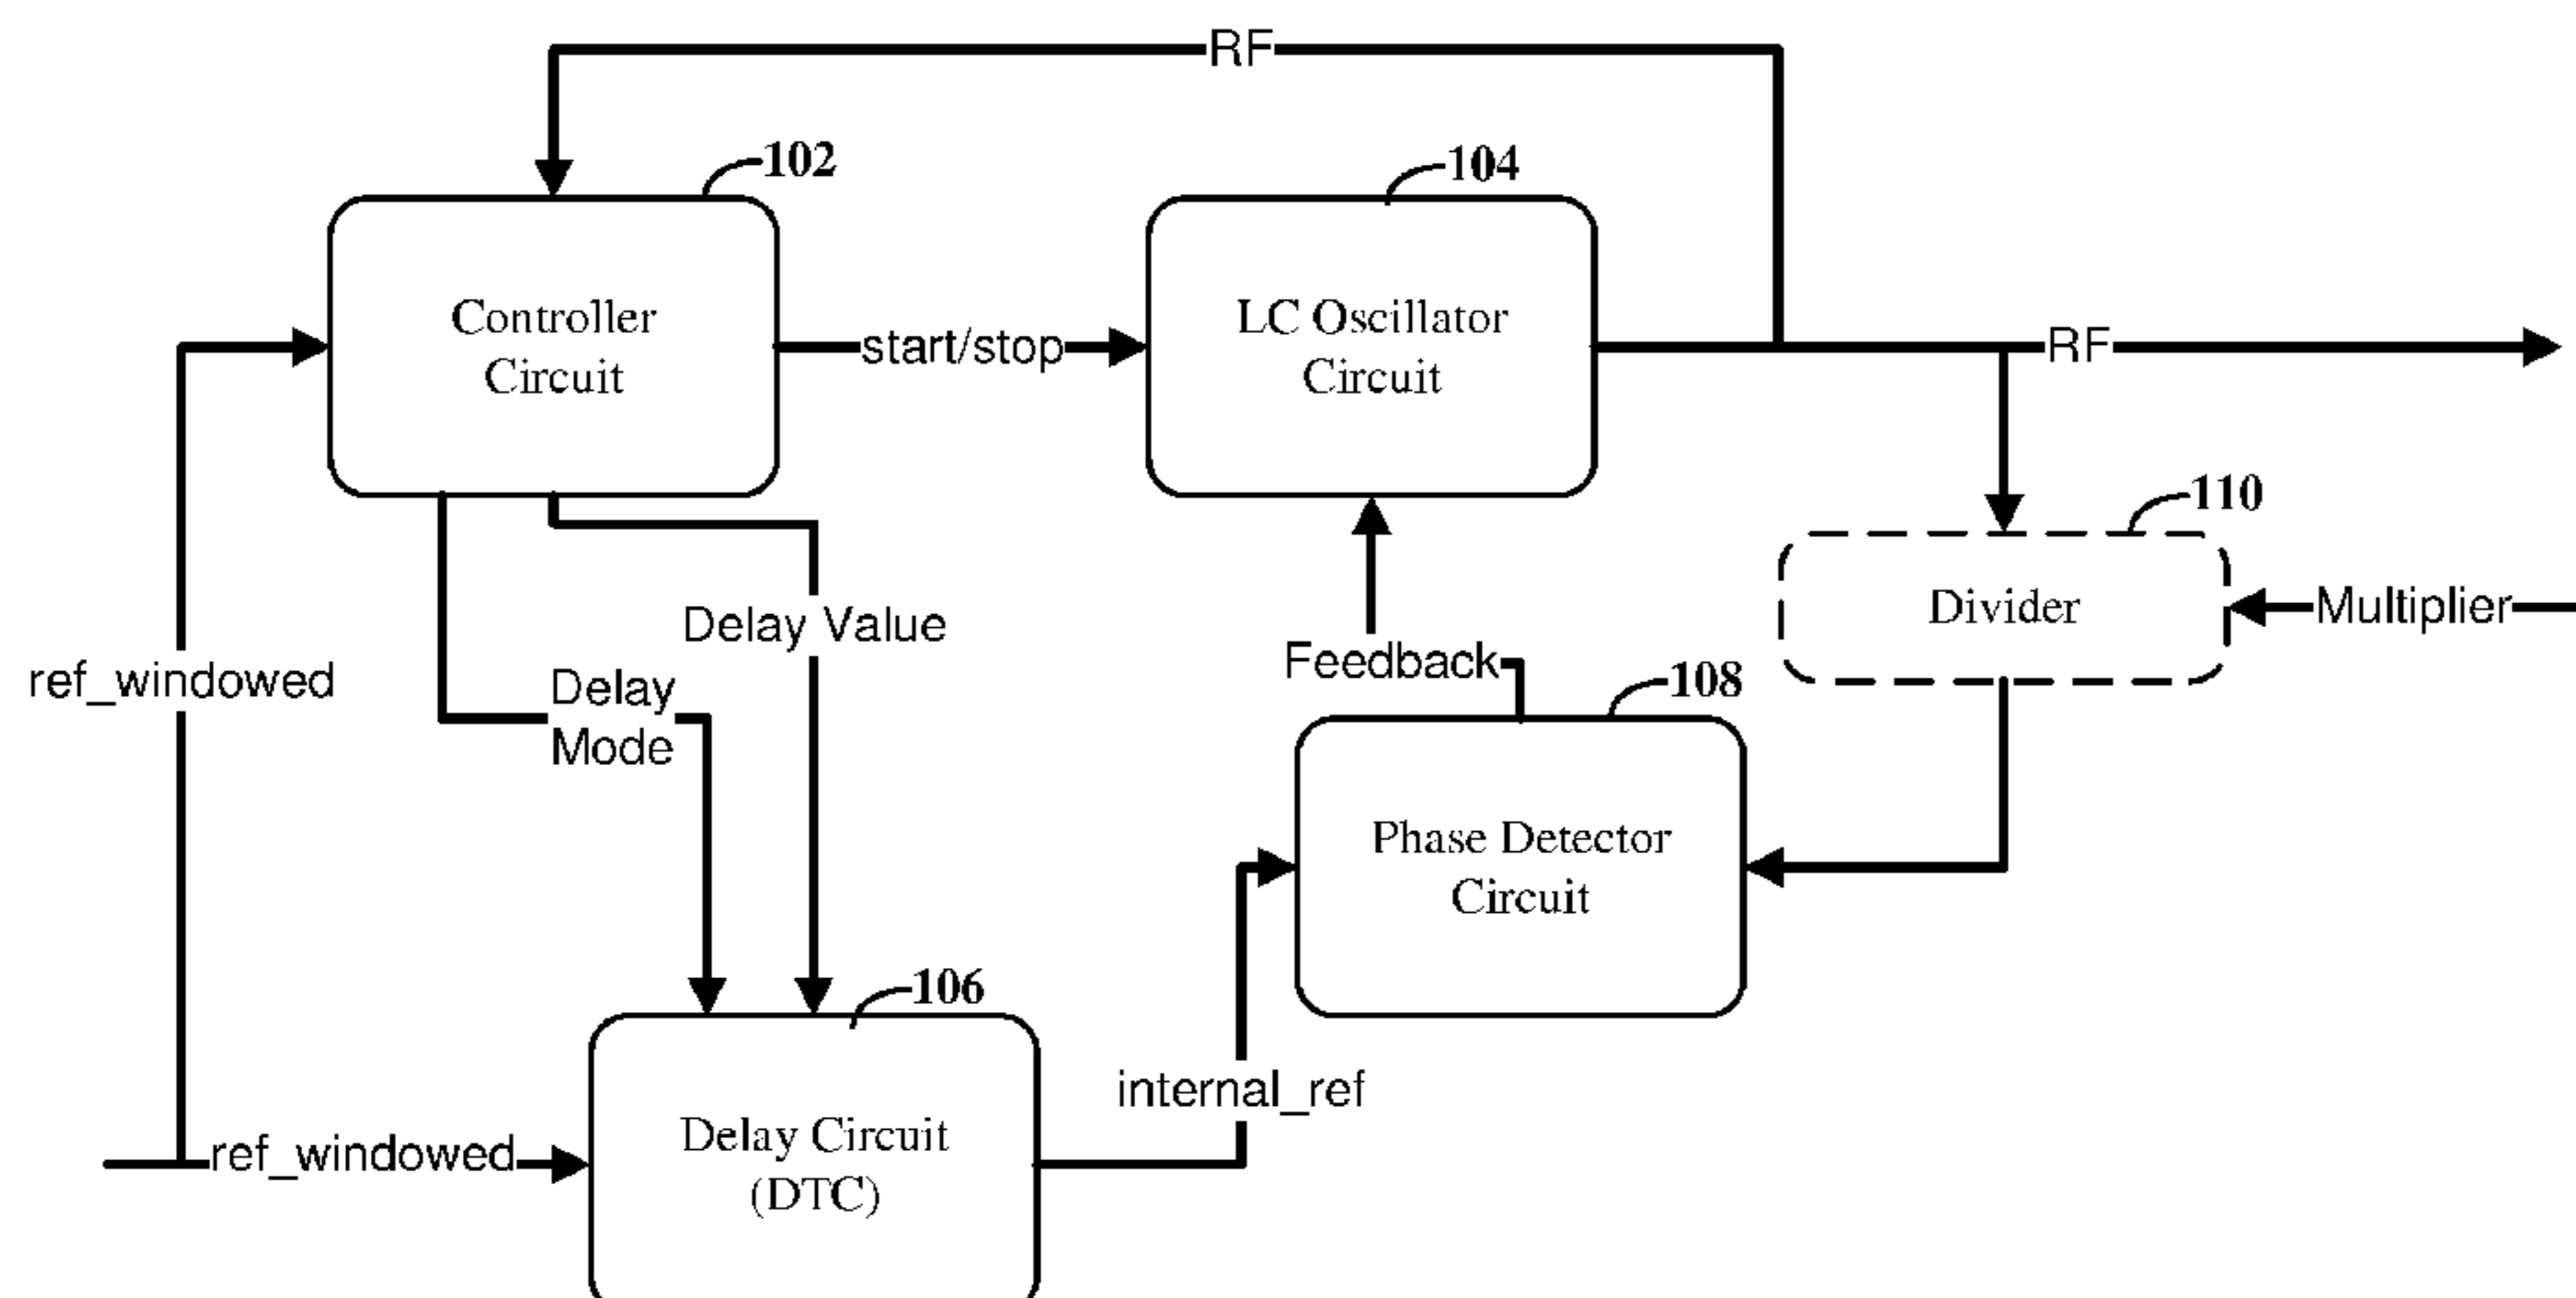 RF
102
104
Controller
Circuit
start/stop
LC Oscillator
Circuit
RF
110
Divider
Multiplier
Delay Value
Feedback
ref_windowed
Delay
Mode
108
Phase Detector
Circuit
106
internal_ref
Delay Circuit
(DTC)
ref_windowed